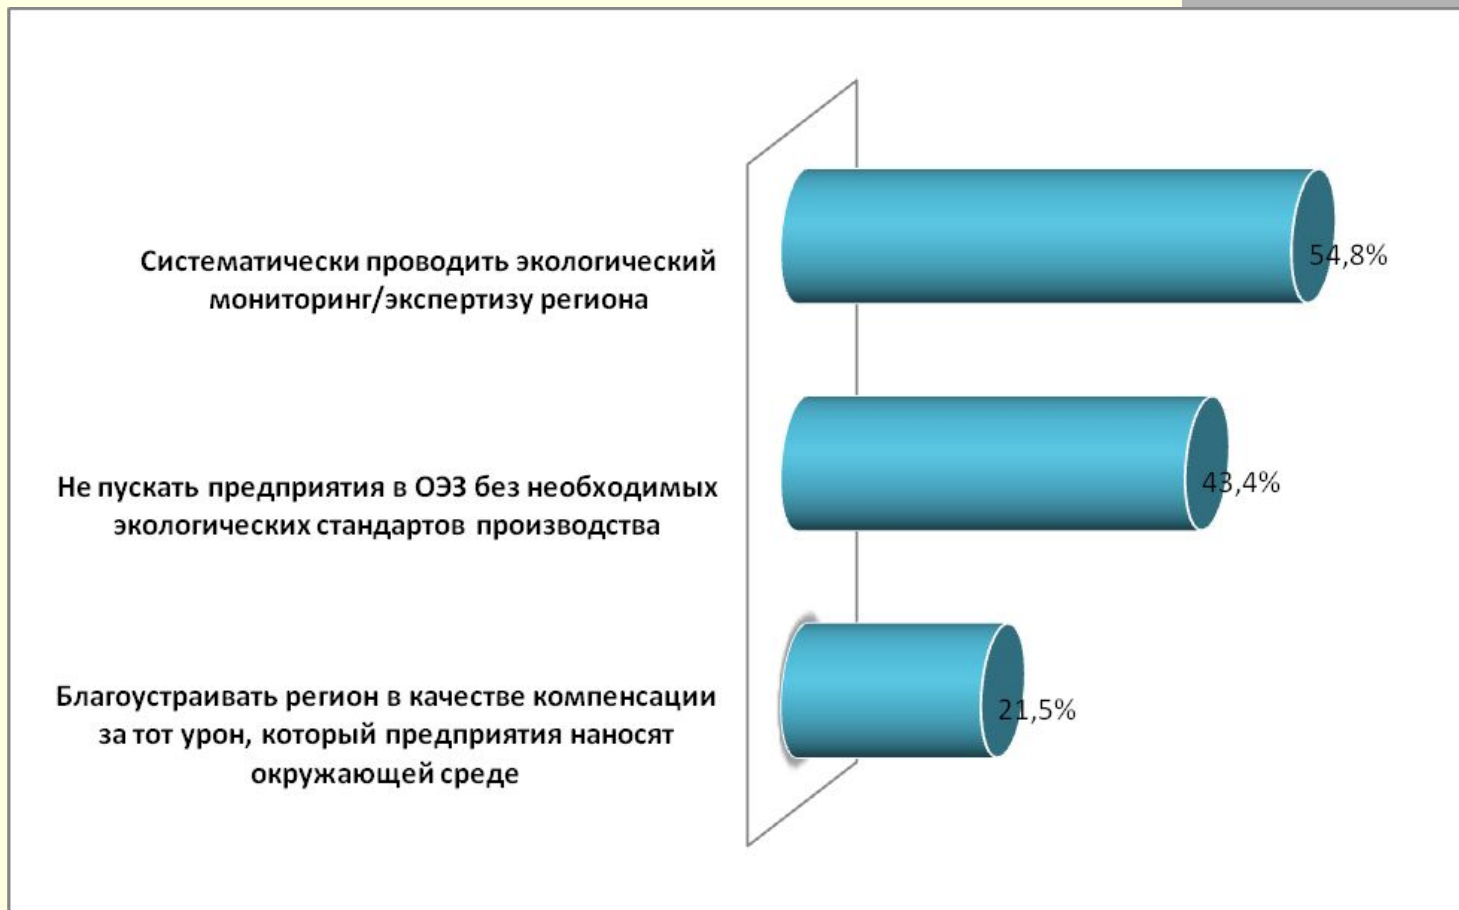 Систематически проводить экологический
мониторинг/экспертизу региона
54,8%
Не пускать предприятия в ОЭЗ без необходимых
экологических стандартов производства
43,4%
Благоустраивать регион в качестве компенсации
за тот урон, который предприятия наносят
окружающей среде
21,5%